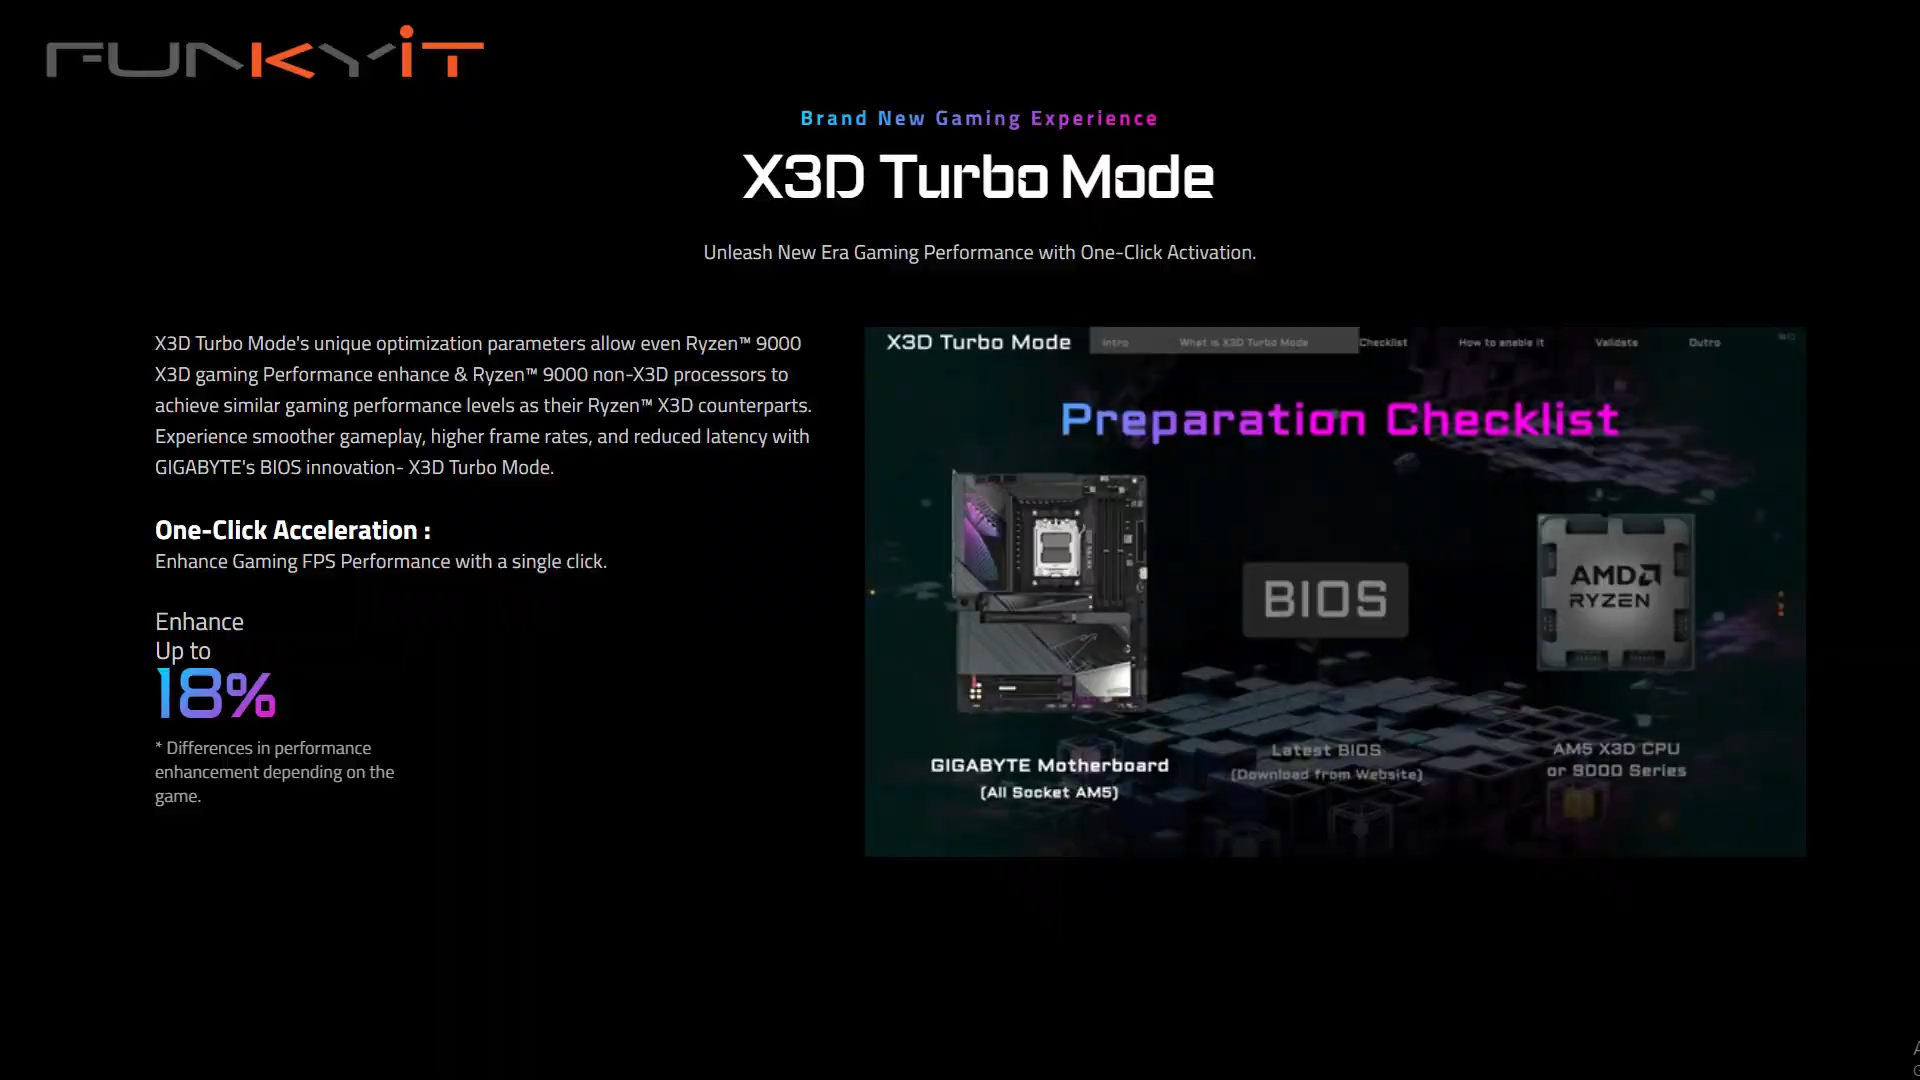 FUNKYiT
Brand New Gaming Experience
X3D Turbo Mode
Unleash New Era Gaming Performance with One-Click Activation.
X3D Turbo Mode's unique optimization parameters allow even Ryzen™ 9000
X3D gaming Performance enhance & Ryzen™ 9000 non-X3D processors to
achieve similar gaming performance levels as their Ryzen™ X3D counterparts.
Experience smoother gameplay, higher frame rates, and reduced latency with
GIGABYTE's BIOS innovation- X3D Turbo Mode.
One-Click Acceleration :
Enhance Gaming FPS Performance with a single click.
Enhance
Up to
18%
* Differences in performance
enhancement depending on the
game.
X3D Turbo Mode Intro What is X3D Turbo Mode Checklist How to enable it Validate Outro
Preparation Checklist
BIOS
AMD
RYZEN
GIGABYTE Motherboard
(All Socket AM5)
Latest BIOS
(Download from Website)
AM5 X3D CPU
or 9000 Series